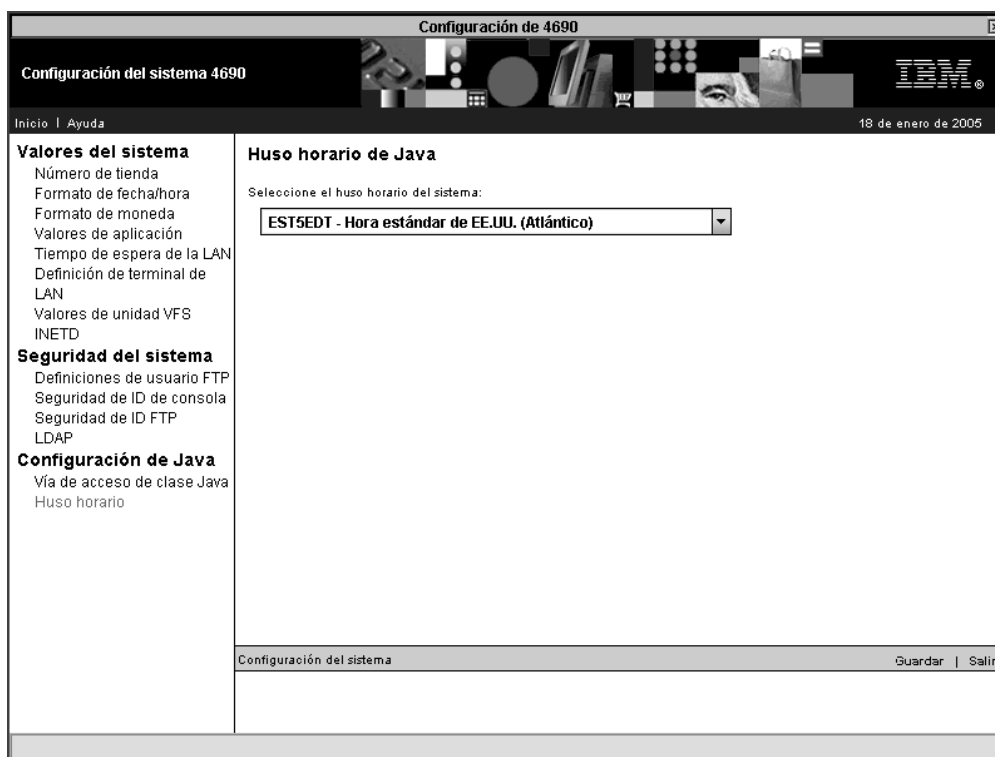 Configuración de 4690
Configuración del sistema 4690
IBM®
Inicio | Ayuda
18 de enero de 2005
Valores del sistema
Número de tienda
Formato de fecha/hora
Formato de moneda
Valores de aplicación
Tiempo de espera de la LAN
Definición de terminal de
LAN
Valores de unidad VFS
INETD
Seguridad del sistema
Definiciones de usuario FTP
Seguridad de ID de consola
Seguridad de ID FTP
LDAP
Configuración de Java
Vía de acceso de clase Java
Huso horario
Huso horario de Java
Seleccione el huso horario del sistema:
EST5EDT - Hora estándar de EE.UU. (Atlántico)
Configuración del sistema
Guardar | Salir